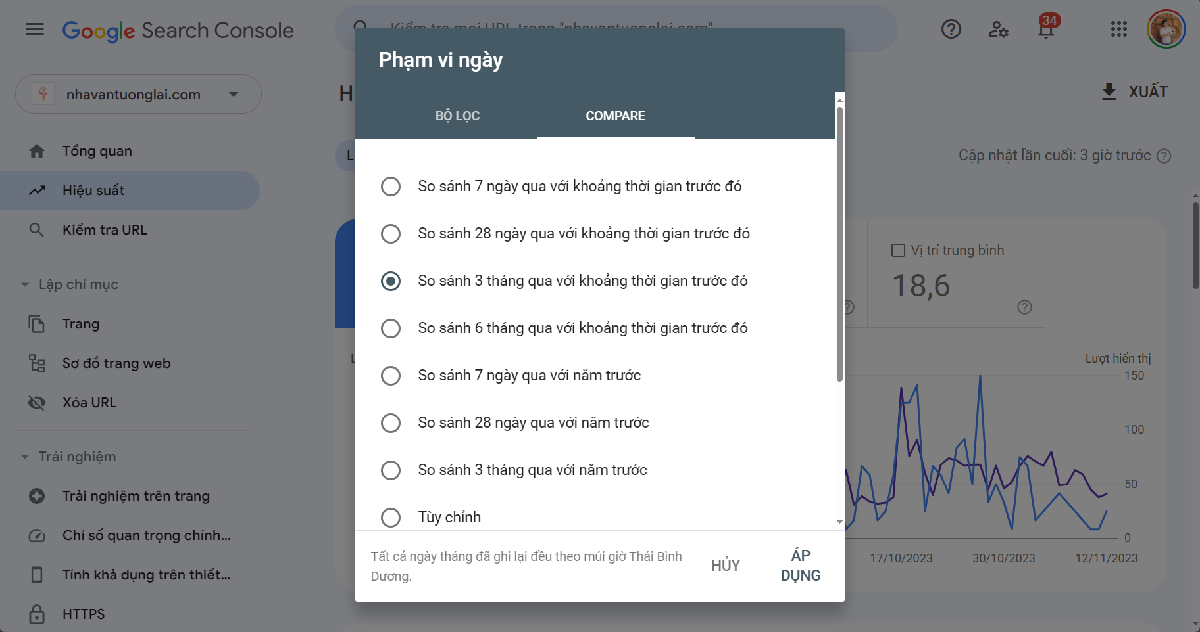 Google Search Console
Kiểm tra mọi URL trong "nhavantuonglai.com"
34
nhavantuonglai.com
Tổng quan
Hiệu suất
Kiểm tra URL
Lập chỉ mục
Trang
Sơ đồ trang web
Xóa URL
Trải nghiệm
Trải nghiệm trên trang
Chỉ số quan trọng chính...
Tính khả dụng trên thiết...
HTTPS
XUẤT
Cập nhật lần cuối: 3 giờ trước
Phạm vi ngày
BỘ LỌC
COMPARE
So sánh 7 ngày qua với khoảng thời gian trước đó
So sánh 28 ngày qua với khoảng thời gian trước đó
So sánh 3 tháng qua với khoảng thời gian trước đó
So sánh 6 tháng qua với khoảng thời gian trước đó
So sánh 7 ngày qua với năm trước
So sánh 28 ngày qua với năm trước
So sánh 3 tháng qua với năm trước
Tùy chỉnh
Tất cả ngày tháng đã ghi lại đều theo múi giờ Thái Bình
Dương.
HỦY
ÁP
DỤNG
Vị trí trung bình
18,6
Lượt hiển thị
150
100
50
0
17/10/2023
30/10/2023
12/11/2023